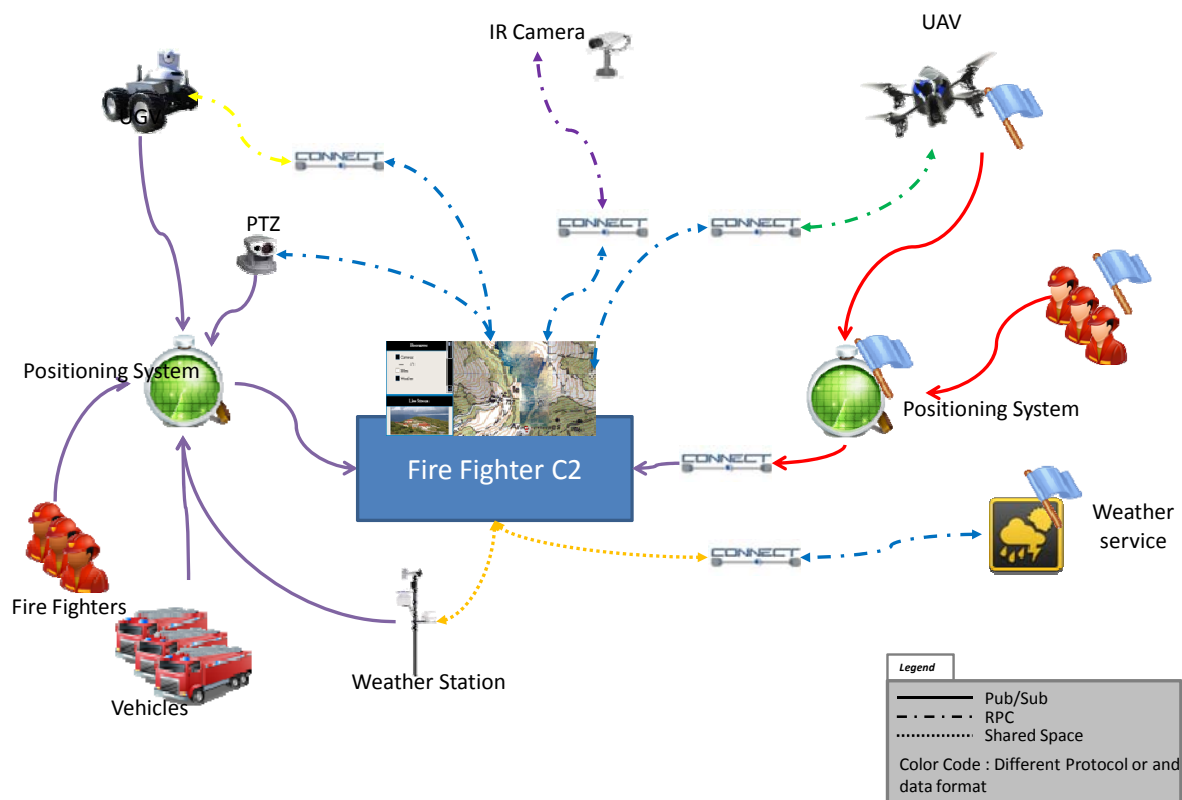 IR Camera
UAV
UGV
CONNECT
PTZ
CONNECT
CONNECT
Positioning System
Positioning System
Fire Fighter C2
CONNECT
Weather
service
CONNECT
Fire Fighters
Weather Station
Vehicles
Legend
Pub/Sub
RPC
Shared Space
Color Code : Different Protocol or and
data format